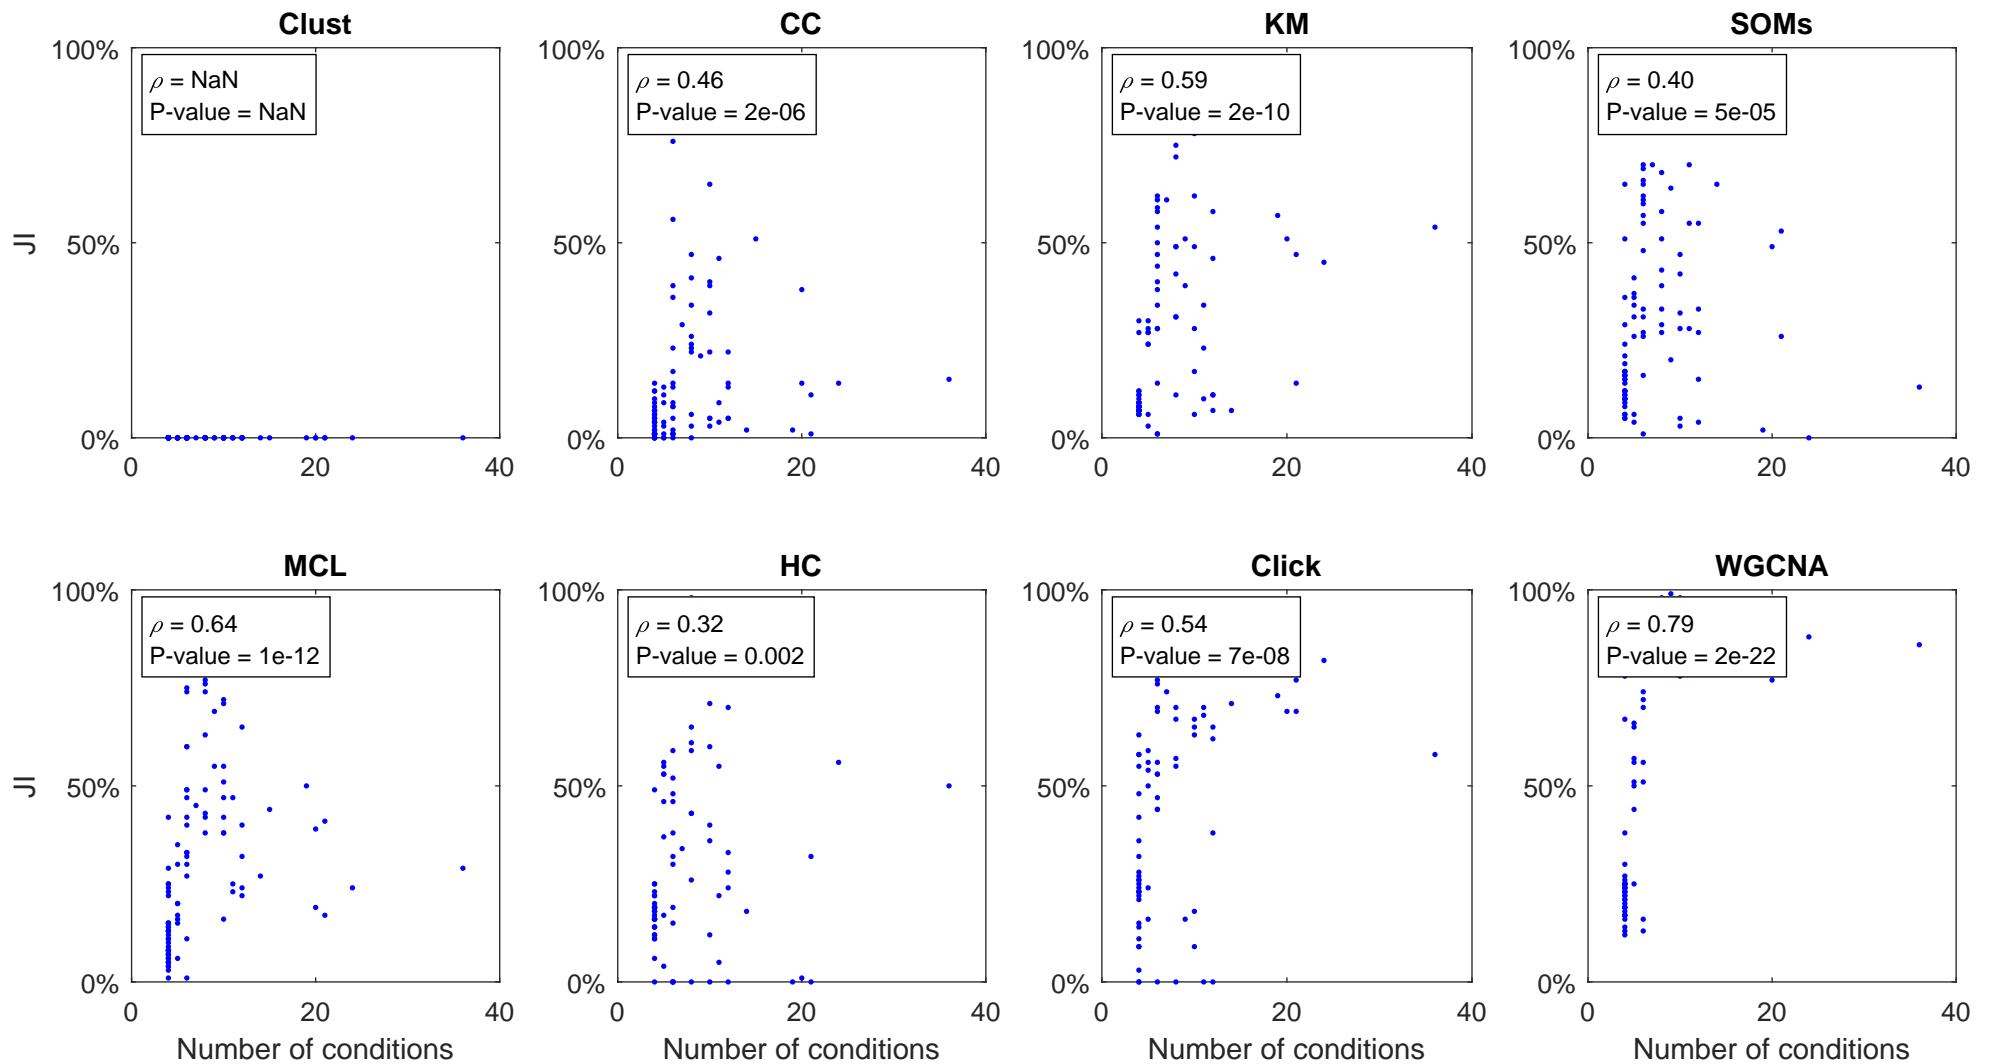 Clust
CC
KM
SOMs
100%
ρ = NaN
P-value = NaN
50%
0%
0
20
40
JI
100%
ρ = 0.46
P-value = 2e-06
50%
0%
0
20
40
100%
ρ = 0.59
P-value = 2e-10
50%
0%
0
20
40
100%
ρ = 0.40
P-value = 5e-05
50%
0%
0
20
40
MCL
HC
Click
WGCNA
100%
ρ = 0.64
P-value = 1e-12
50%
0%
0
20
40
JI
Number of conditions
100%
ρ = 0.32
P-value = 0.002
50%
0%
0
20
40
Number of conditions
100%
ρ = 0.54
P-value = 7e-08
50%
0%
0
20
40
Number of conditions
100%
ρ = 0.79
P-value = 2e-22
50%
0%
0
20
40
Number of conditions